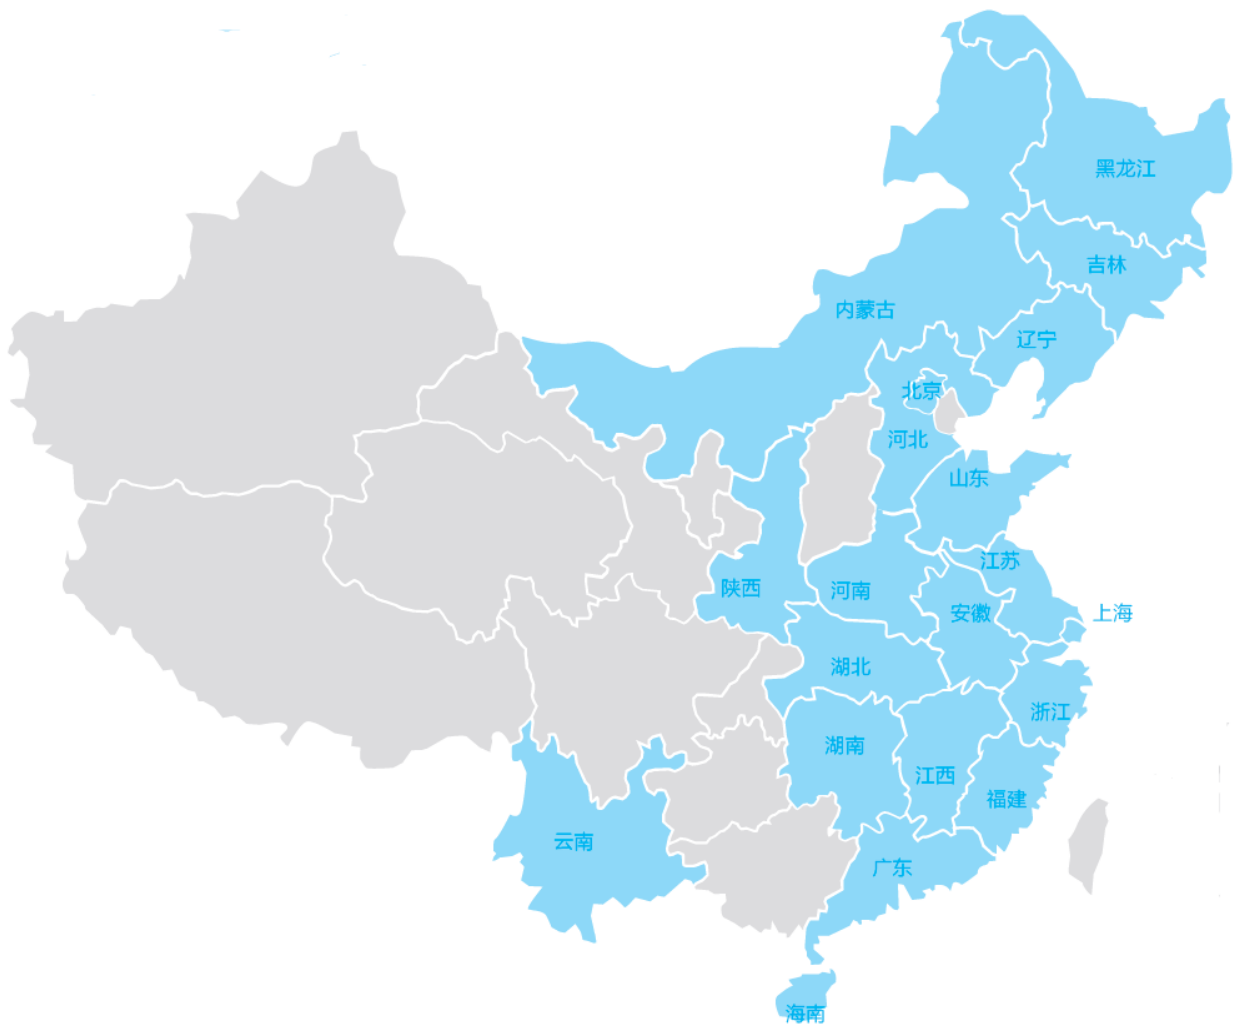 黑龙江
吉林
内蒙古
辽宁
北京
河北
山东
江苏
陕西
河南
安徽
上海
湖北
浙江
湖南
江西
福建
云南
广东
海南